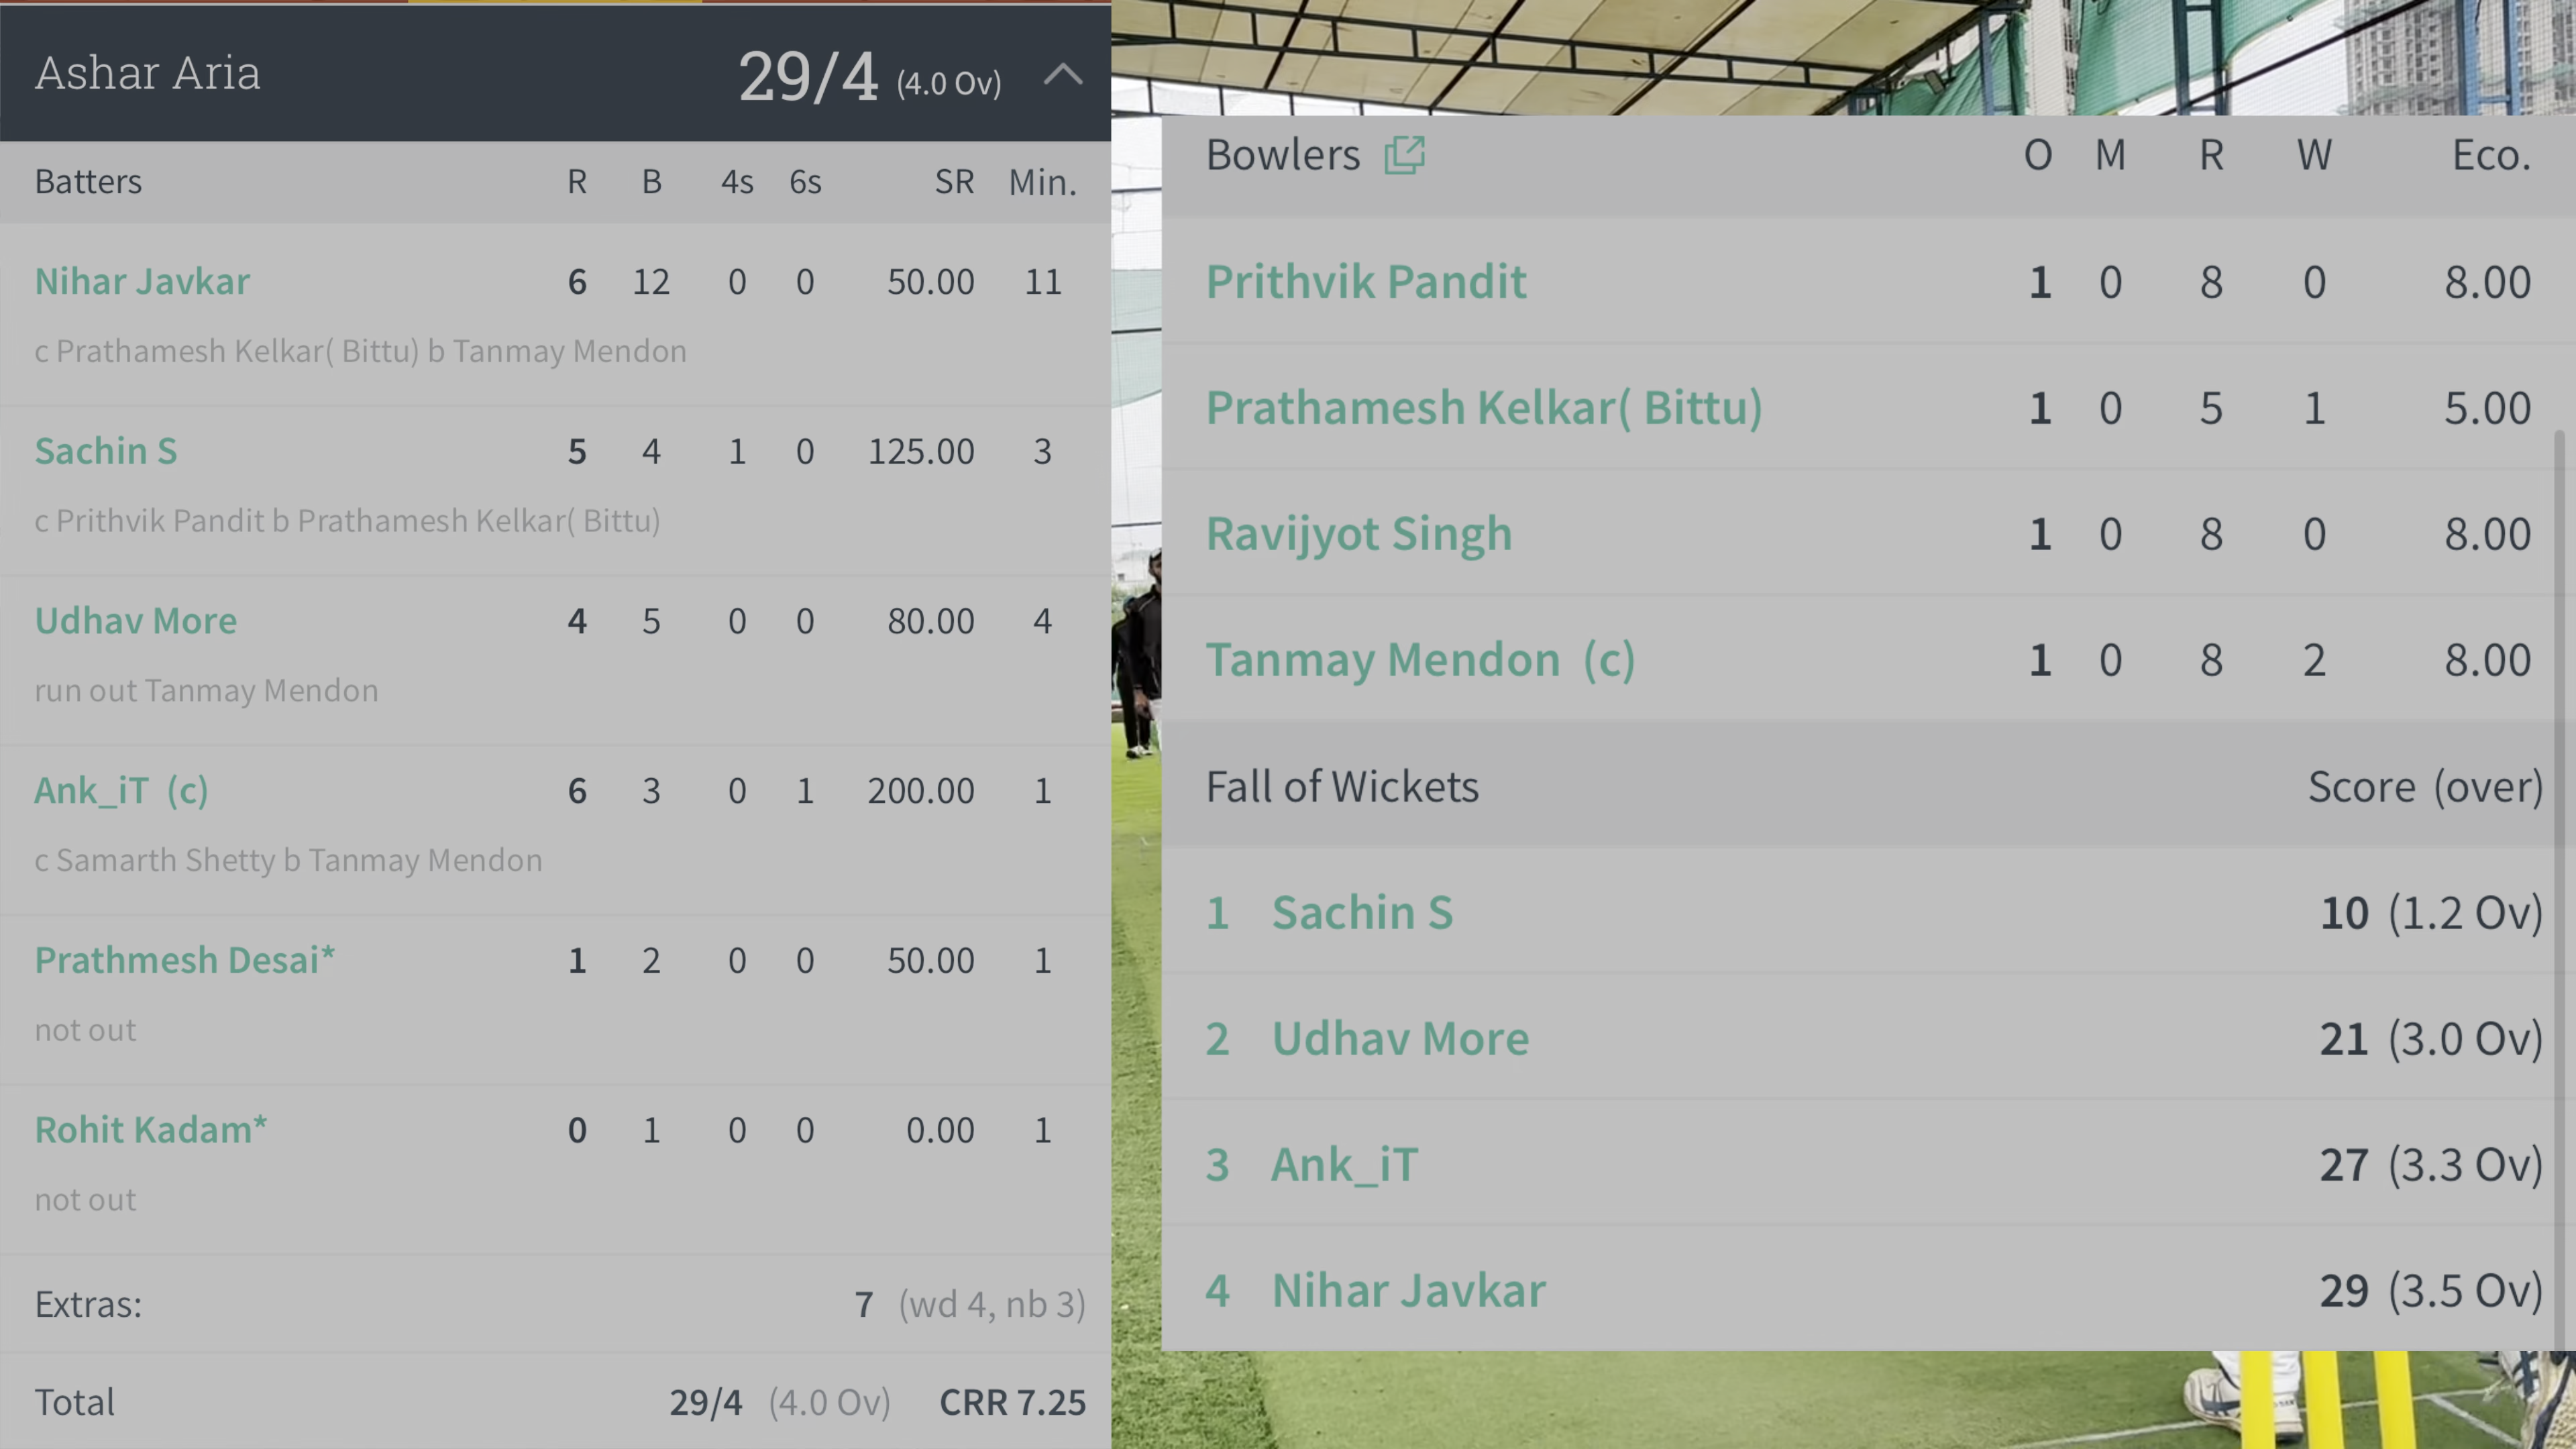 Ashar Aria 29/4 (4.0 Ov)
Batters R B 4s 6s SR Min.
Nihar Javkar 6 12 0 0 50.00 11
c Prathamesh Kelkar( Bittu) b Tanmay Mendon
Sachin S 5 4 1 0 125.00 3
c Prithvik Pandit b Prathamesh Kelkar( Bittu)
Udhav More 4 5 0 0 80.00 4
run out Tanmay Mendon
Ank_iT (c) 6 3 0 1 200.00 1
c Samarth Shetty b Tanmay Mendon
Prathmesh Desai* 1 2 0 0 50.00 1
not out
Rohit Kadam* 0 1 0 0 0.00 1
not out
Extras: 7 (wd 4, nb 3)
Total 29/4 (4.0 Ov) CRR 7.25
Bowlers O M R W Eco.
Prithvik Pandit 1 0 8 0 8.00
Prathamesh Kelkar( Bittu) 1 0 5 1 5.00
Ravijyot Singh 1 0 8 0 8.00
Tanmay Mendon (c) 1 0 8 2 8.00
Fall of Wickets Score (over)
1 Sachin S 10 (1.2 Ov)
2 Udhav More 21 (3.0 Ov)
3 Ank_iT 27 (3.3 Ov)
4 Nihar Javkar 29 (3.5 Ov)